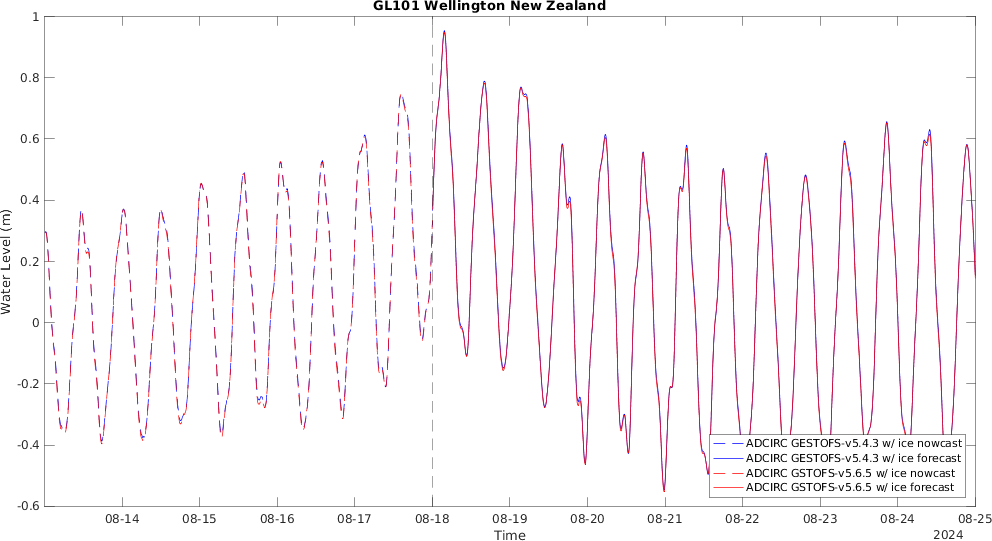 GL101 Wellington New Zealand
1
0.8
0.6
0.4
0.2
0
-0.2
-0.4
-0.6
Water Level (m)
ADCIRC GESTOFS-v5.4.3 w/ ice nowcast
ADCIRC GESTOFS-v5.4.3 w/ ice forecast
ADCIRC GSTOFS-v5.6.5 w/ ice nowcast
ADCIRC GSTOFS-v5.6.5 w/ ice forecast
08-14 08-15 08-16 08-17 08-18 08-19 08-20 08-21 08-22 08-23 08-24 08-25
Time
2024